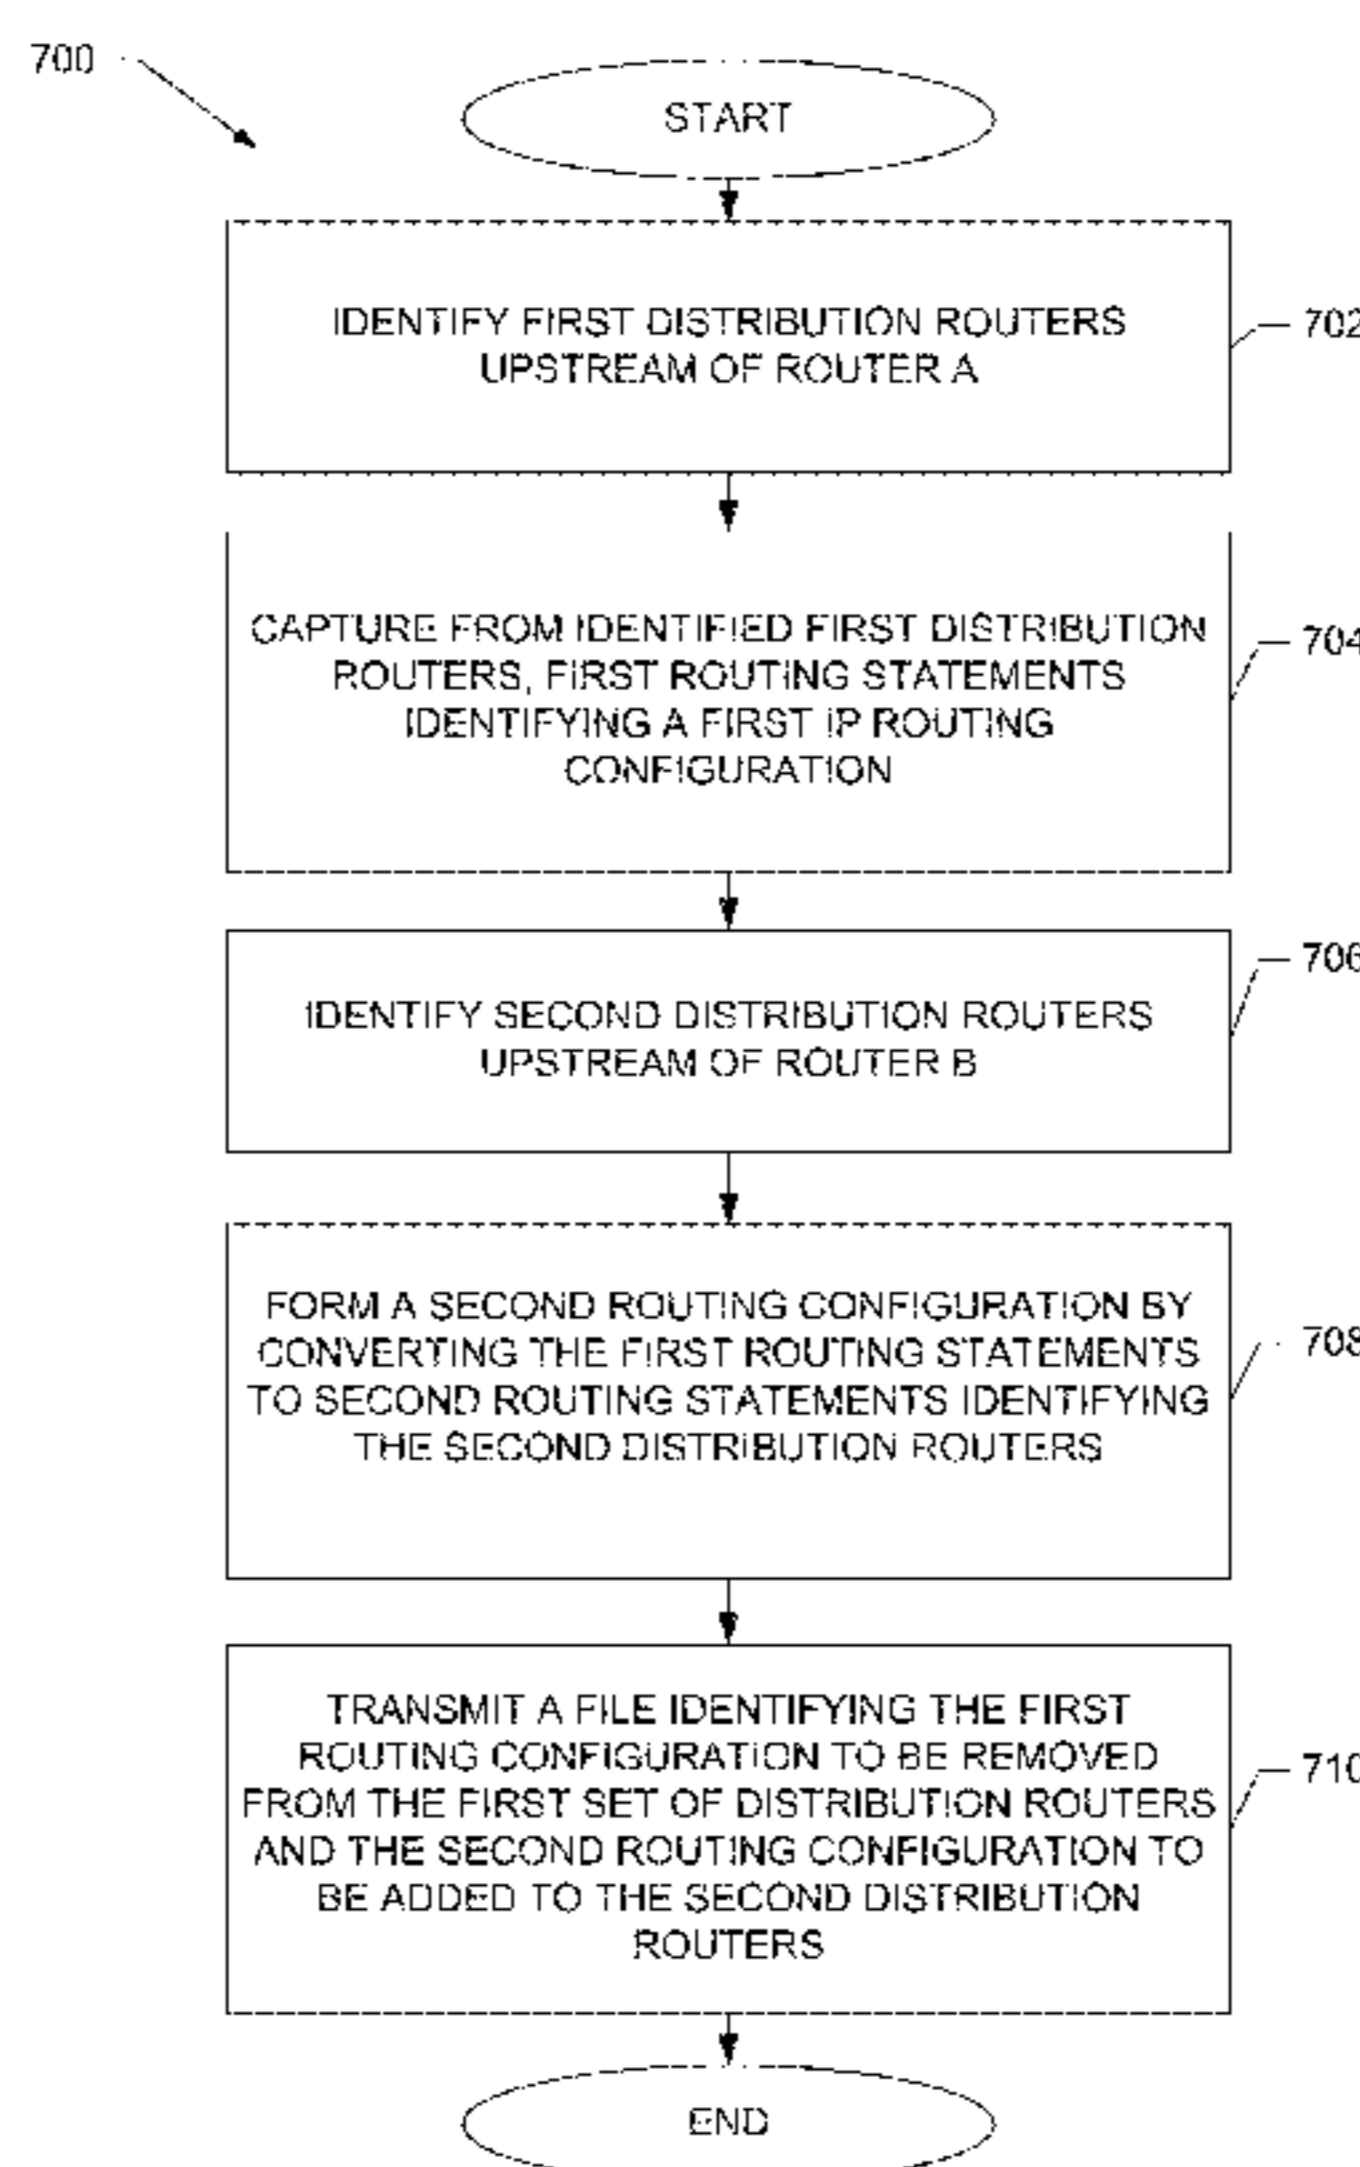 700
START
IDENTIFY FIRST DISTRIBUTION ROUTERS
UPSTREAM OF ROUTER A
702
CAPTURE FROM IDENTIFIED FIRST DISTRIBUTION
ROUTERS, FIRST ROUTING STATEMENTS
IDENTIFYING A FIRST IP ROUTING
CONFIGURATION
704
IDENTIFY SECOND DISTRIBUTION ROUTERS
UPSTREAM OF ROUTER B
706
FORM A SECOND ROUTING CONFIGURATION BY
CONVERTING THE FIRST ROUTING STATEMENTS
TO SECOND ROUTING STATEMENTS IDENTIFYING
THE SECOND DISTRIBUTION ROUTERS
708
TRANSMIT A FILE IDENTIFYING THE FIRST
ROUTING CONFIGURATION TO BE REMOVED
FROM THE FIRST SET OF DISTRIBUTION ROUTERS
AND THE SECOND ROUTING CONFIGURATION TO
BE ADDED TO THE SECOND DISTRIBUTION
ROUTERS
710
END